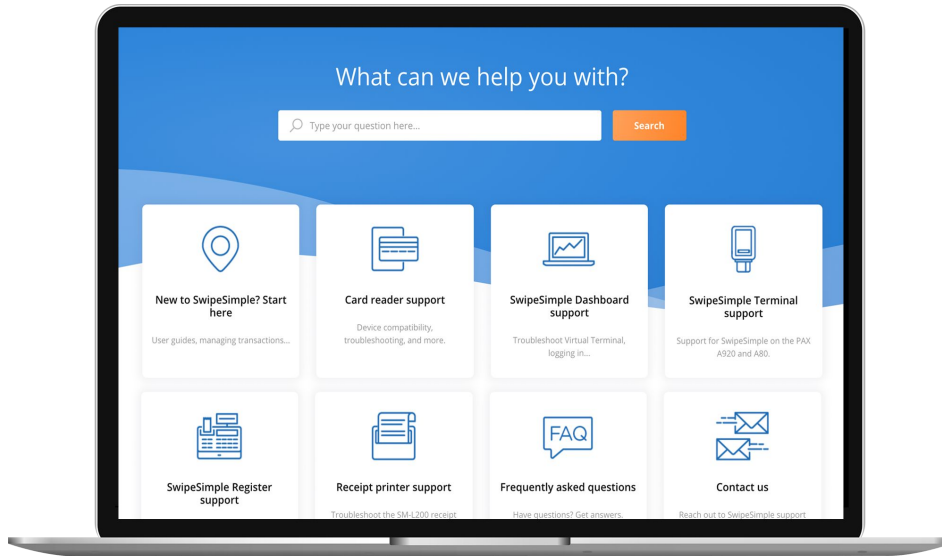 What can we help you with?
Type your question here...
Search
New to SwipeSimple? Start
here
User guides, managing transactions...
Card reader support
Device compatibility,
troubleshooting, and more.
SwipeSimple Dashboard
support
Troubleshoot Virtual Terminal,
logging in...
SwipeSimple Terminal
support
Support for SwipeSimple on the PAX
A920 and A80.
SwipeSimple Register
support
Receipt printer support
Troubleshoot the SM-L200 receipt
FAQ
Frequently asked questions
Have questions? Get answers.
Contact us
Reach out to SwipeSimple support